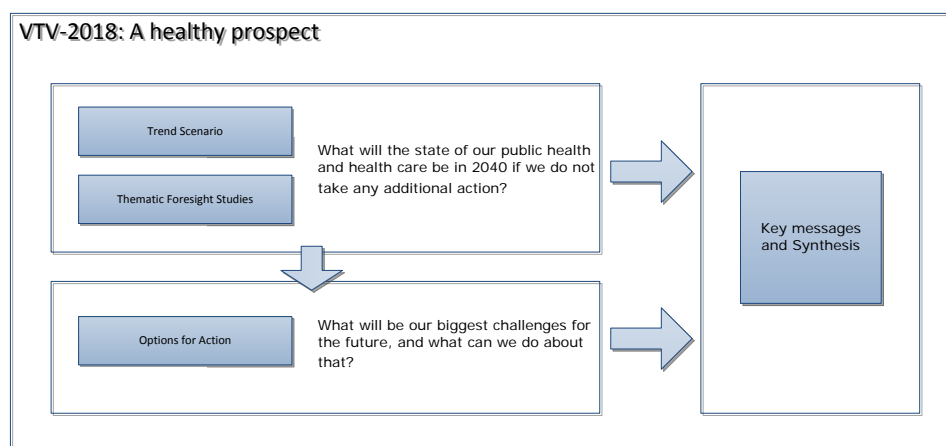 VTV-2018: A healthy prospect
Trend Scenario
Thematic Foresight Studies
What will the state of our public health
and health care be in 2040 if we do not
take any additional action?
Key messages
and Synthesis
Options for Action
What will be our biggest challenges for
the future, and what can we do about
that?